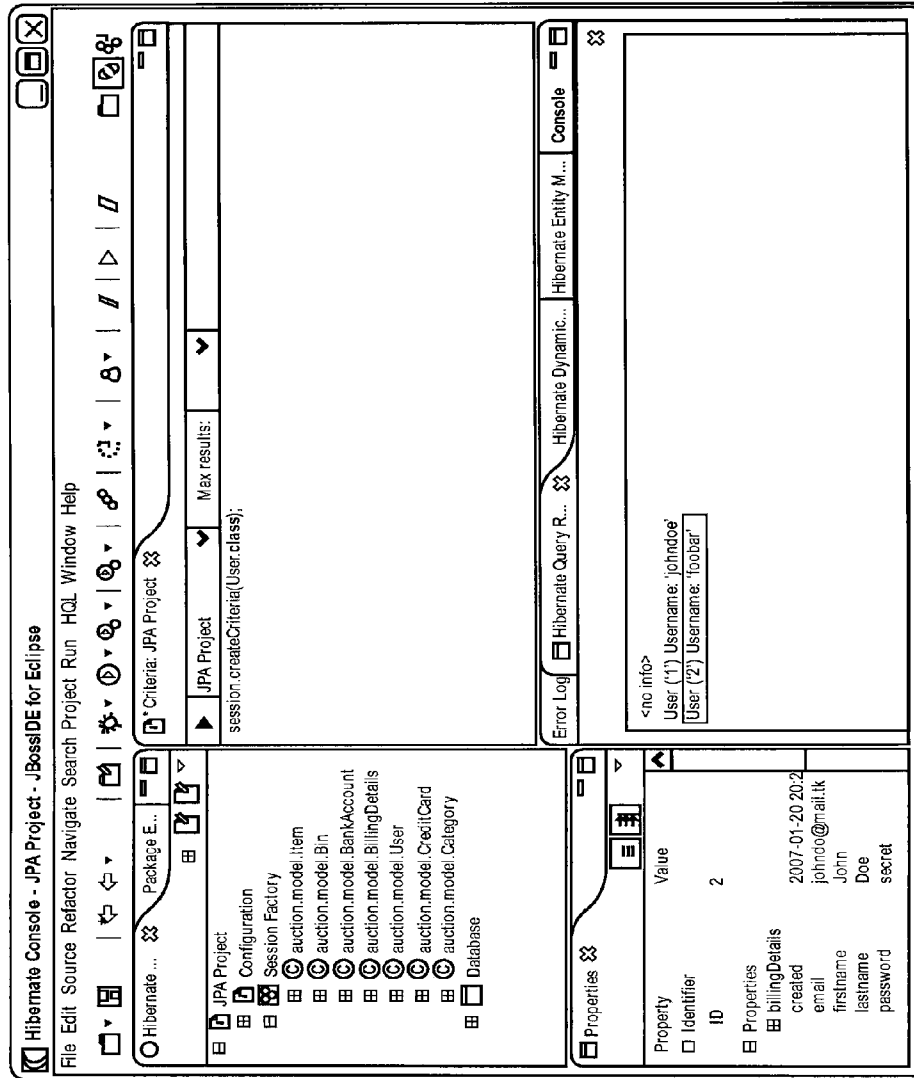 Hibernate Console - JPA Project - JBossIDE for Eclipse
File Edit Source Refactor Navigate Search Project Run HQL Window Help
Hibernate ...
Package E...
JPA Project
Configuration
Session Factory
auction.model.Item
auction.model.Bin
auction.model.BankAccount
auction.model.BillingDetails
auction.model.User
auction.model.CreditCard
auction.model.Category
Database
*Criteria: JPA Project
JPA Project
Max results:
session.createCriteria(User.class);
Properties
Property Value
Identifier
ID 2
Properties
billingDetails
created 2007-01-20 20:2
email johndo@mail.tk
firstname John
lastname Doe
password secret
Error Log
Hibernate Query R...
Hibernate Dynamic...
Hibernate Entity M...
Console
<no info>
User ('1') Username: 'johndoe'
User ('2') Username: 'foobar'